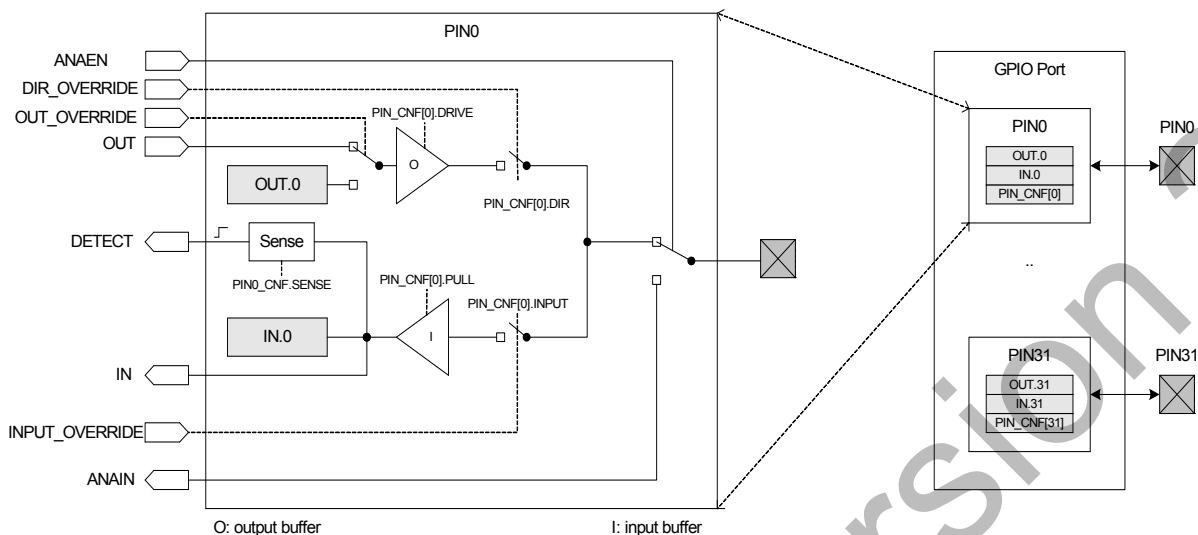 PIN0
ANAEN
DIR_OVERRIDE
OUT_OVERRIDE
OUT
PIN_CNF[0].DRIVE
O
OUT.0
PIN_CNF[0].DIR
DETECT
Sense
PIN0_CNF.SENSE
PIN_CNF[0].PULL
PIN_CNF[0].INPUT
IN.0
I
IN
INPUT_OVERRIDE
ANAIN
O: output buffer
I: input buffer
GPIO Port
PIN0
PIN0
OUT.0
IN.0
PIN_CNF[0]
..
PIN31
PIN31
OUT.31
IN.31
PIN_CNF[31]